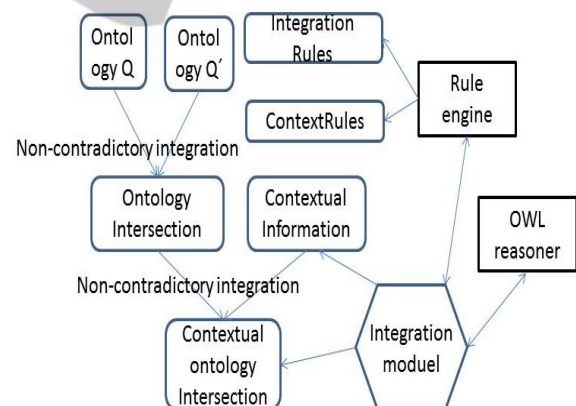 Ontol
ogy Q
Ontol
ogy Q′
Integration
Rules
ContextRules
Rule
engine
Non-contradictory integration
Ontology
Intersection
Contextual
Information
OWL
reasoner
Non-contradictory integration
Contextual
ontology
Intersection
Integration
moduel